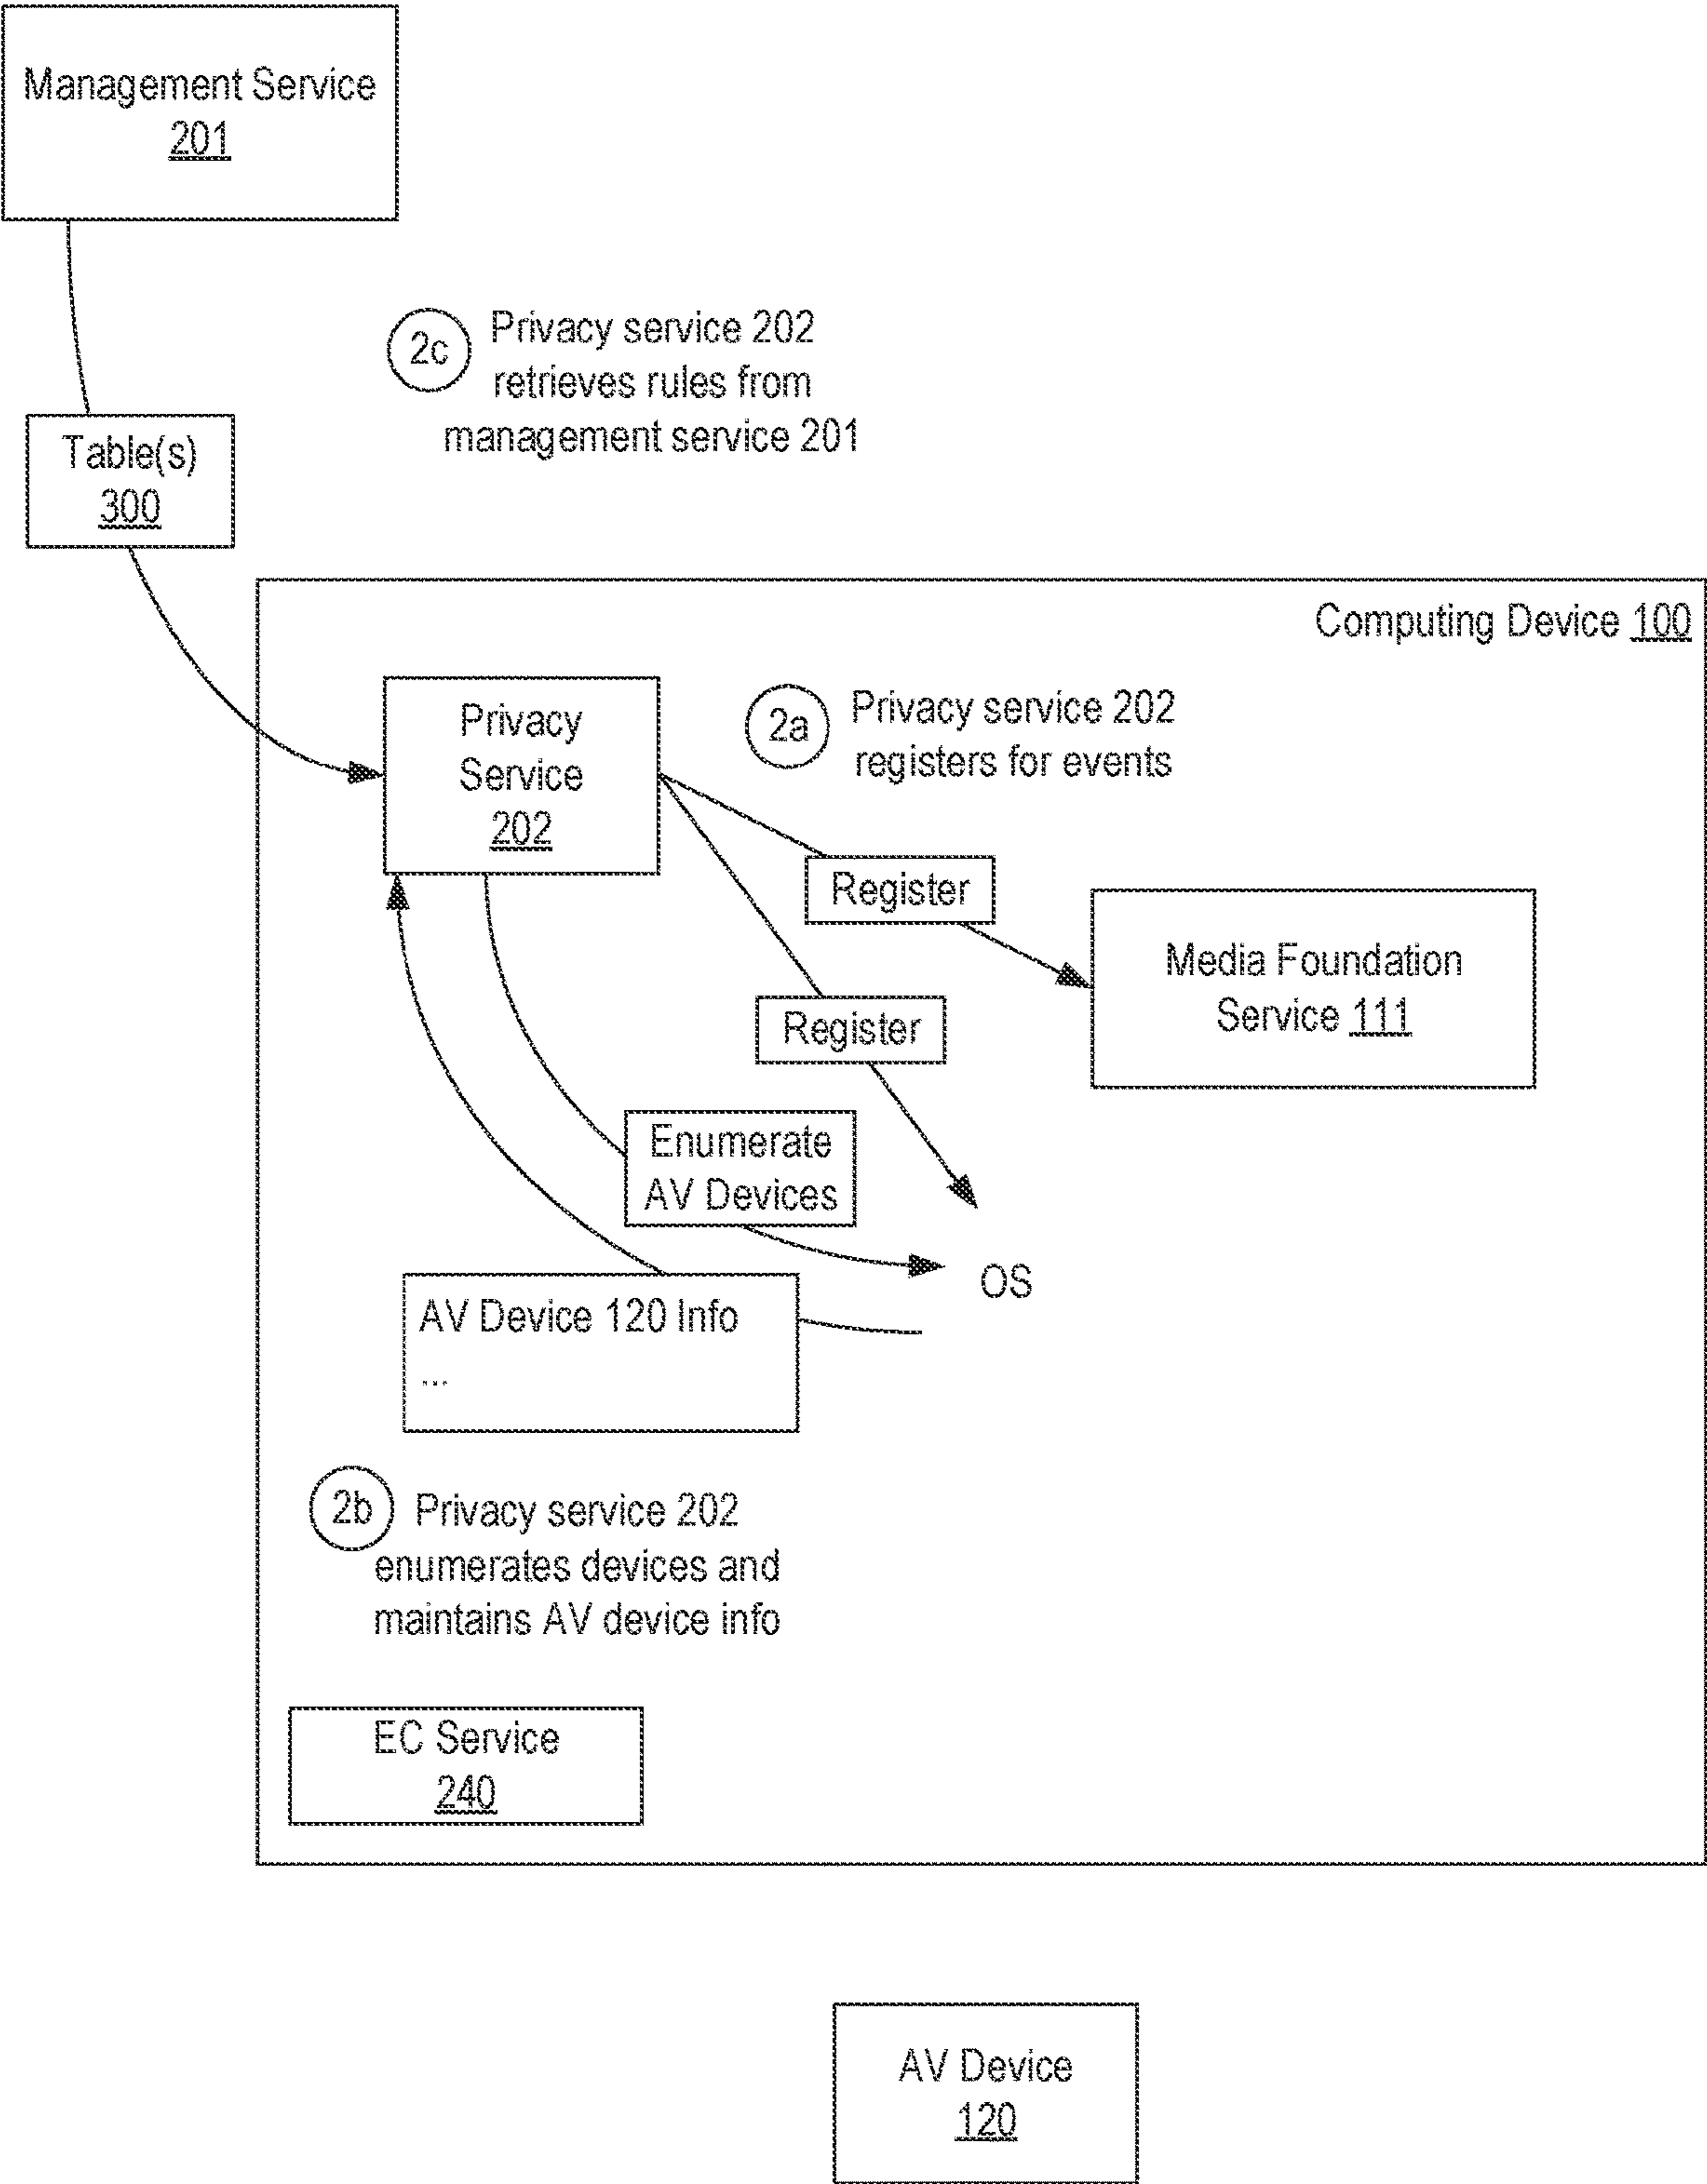 Management Service
201
2c
Privacy service 202
retrieves rules from
management service 201
Table(s)
300
Computing Device 100
Privacy
Service
202
2a
Privacy service 202
registers for events
Register
Media Foundation
Service 111
Register
Enumerate
AV Devices
OS
AV Device 120 Info
...
2b
Privacy service 202
enumerates devices and
maintains AV device info
EC Service
240
AV Device
120